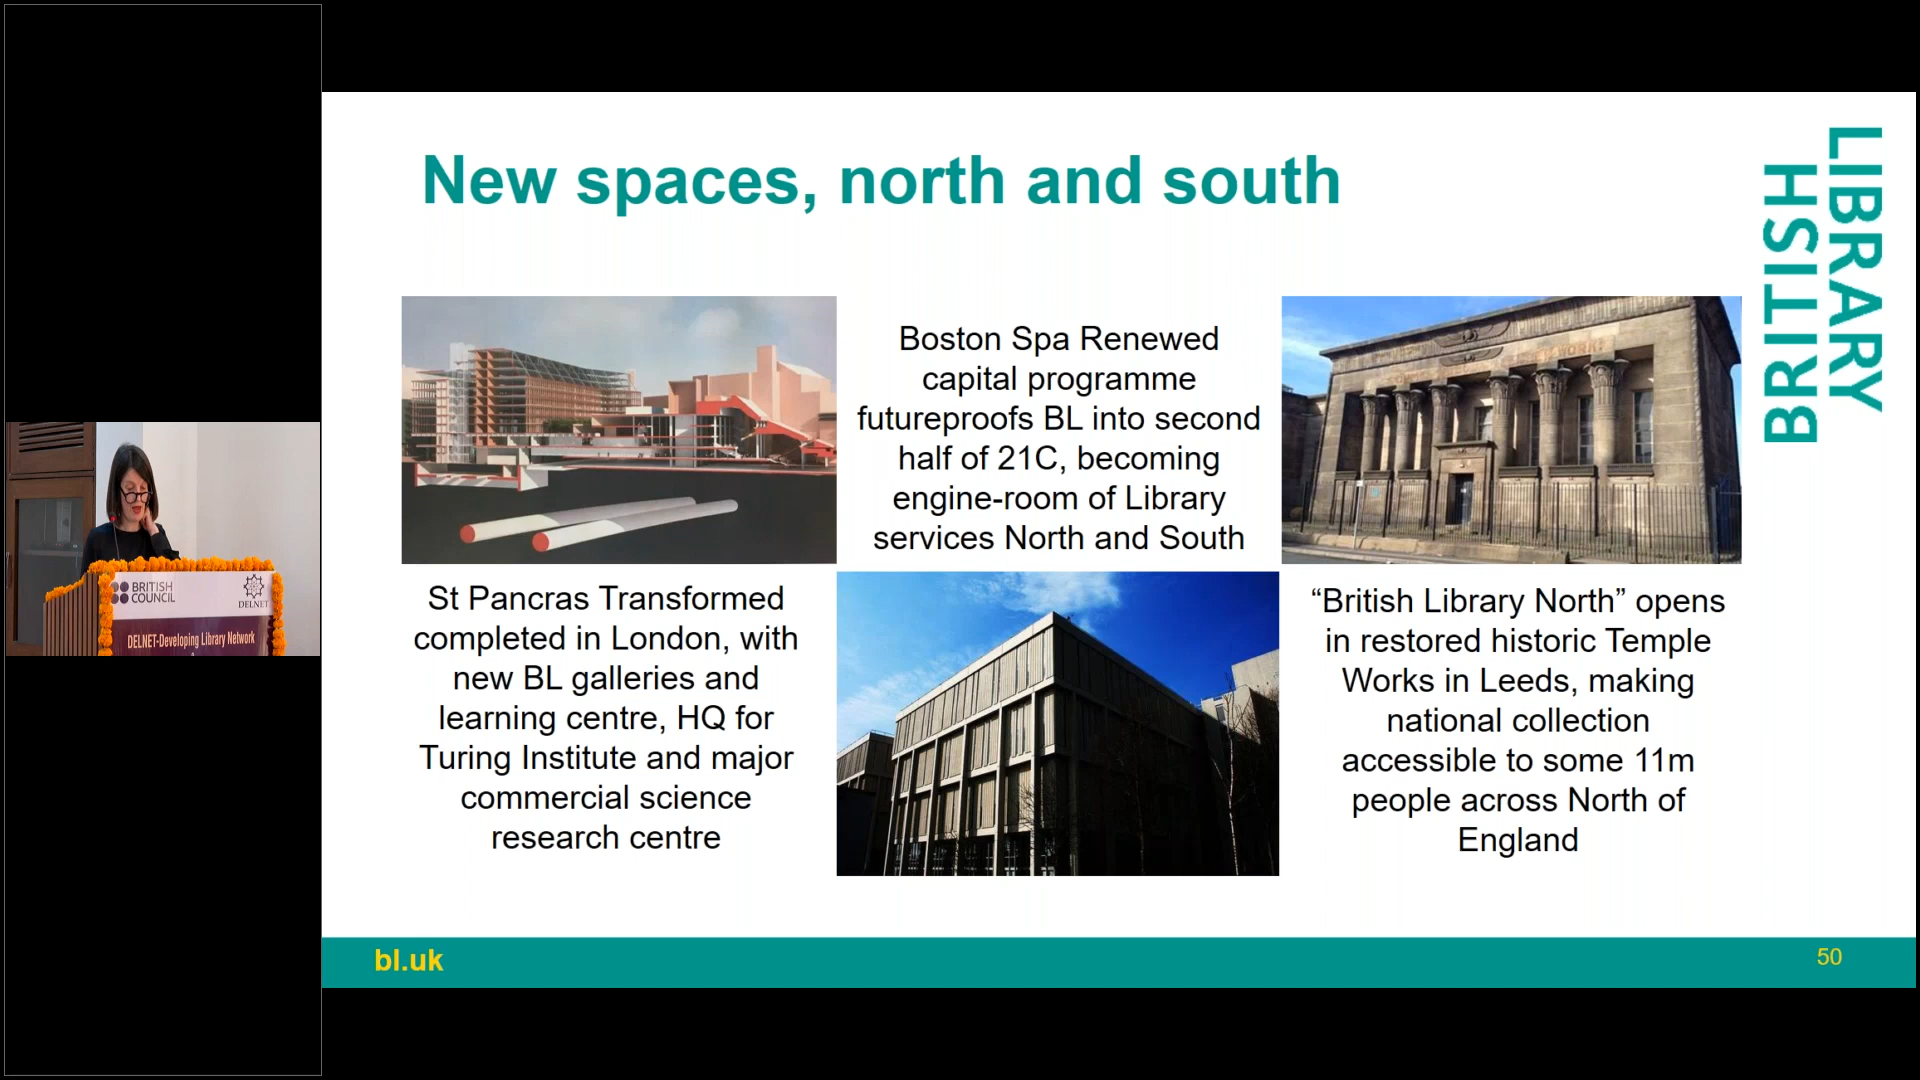 New spaces, north and south
BRITISH
LIBRARY
Boston Spa Renewed
capital programme
futureproofs BL into second
half of 21C, becoming
engine-room of Library
services North and South
St Pancras Transformed
completed in London, with
new BL galleries and
learning centre, HQ for
Turing Institute and major
commercial science
research centre
“British Library North” opens
in restored historic Temple
Works in Leeds, making
national collection
accessible to some 11m
people across North of
England
bl.uk
50
BRITISH
COUNCIL
DELNET
DELNET-Developing Library Network